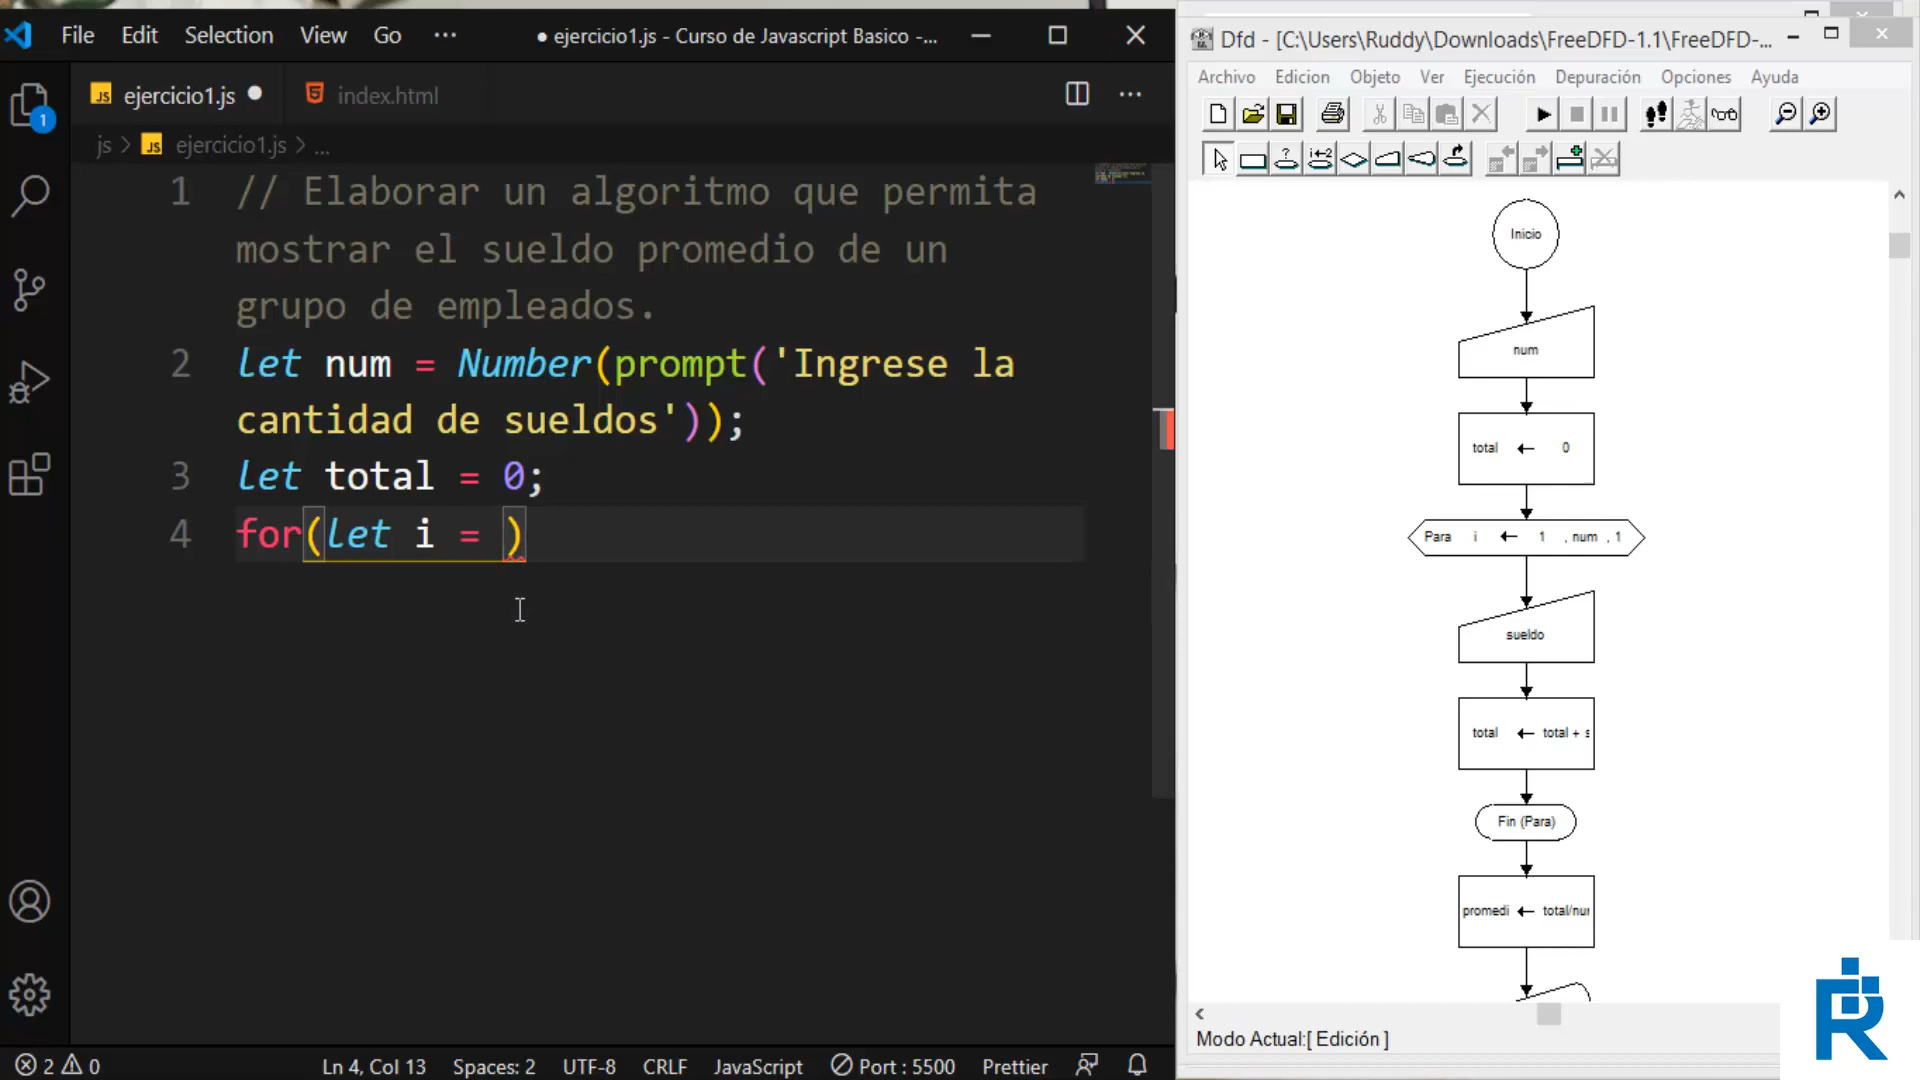 File Edit Selection View Go ··· ● ejercicio1.js - Curso de Javascript Basico -...
ejercicio1.js ● index.html
js > ejercicio1.js > ...
1 // Elaborar un algoritmo que permita
mostrar el sueldo promedio de un
grupo de empleados.
2 let num = Number(prompt('Ingrese la
cantidad de sueldos'));
3 let total = 0;
4 for(let i = )
1
2 0 Ln 4, Col 13 Spaces: 2 UTF-8 CRLF JavaScript Port : 5500 Prettier
Dfd - [C:\Users\Ruddy\Downloads\FreeDFD-1.1\FreeDFD-...
Archivo Edicion Objeto Ver Ejecución Depuración Opciones Ayuda
Inicio
num
total ← 0
Para i ← 1 , num , 1
sueldo
total ← total + s
Fin (Para)
promedi ← total/nur
Modo Actual:[ Edición ]